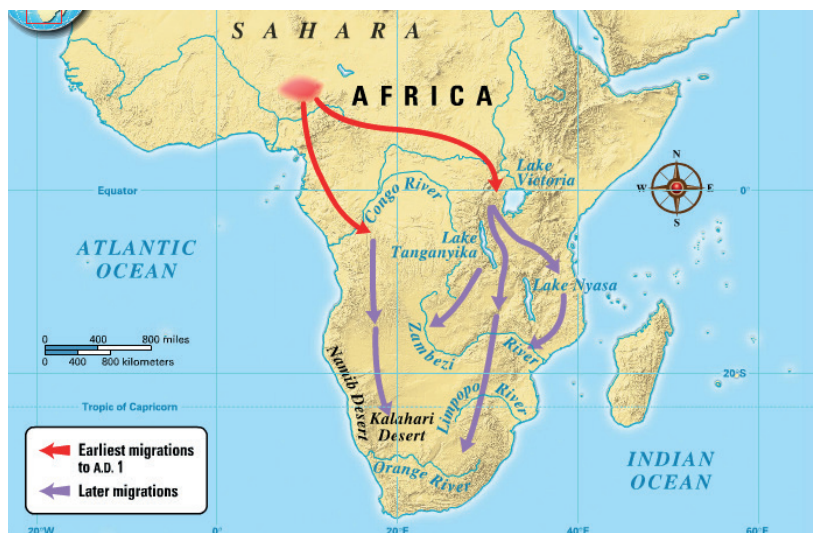 SAHARA
AFRICA
Lake
Victoria
N
W E
S
Equator
0°
Congo River
ATLANTIC
OCEAN
Lake
Tanganyika
Lake Nyasa
0 400 800 miles
0 400 800 kilometers
Zambezi
River
Namib Desert
20°S
Tropic of Capricorn
Kalahari
Desert
Limpopo
River
Earliest migrations
to A.D. 1
Later migrations
Orange River
INDIAN
OCEAN
20°W
0°
20°E
40°E
60°E